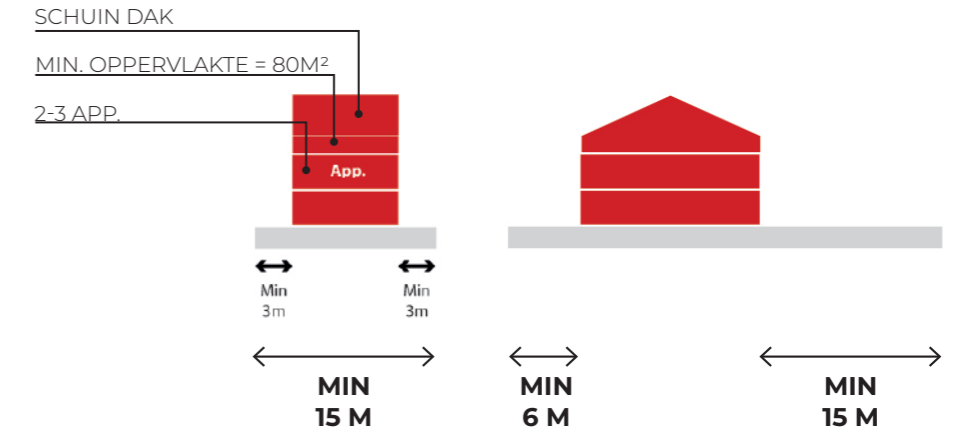 SCHUIN DAK
MIN. OPPERVLAKTE = 80M²
2-3 APP.
App.
Min
3m
Min
3m
MIN
15 M
MIN
6 M
MIN
15 M